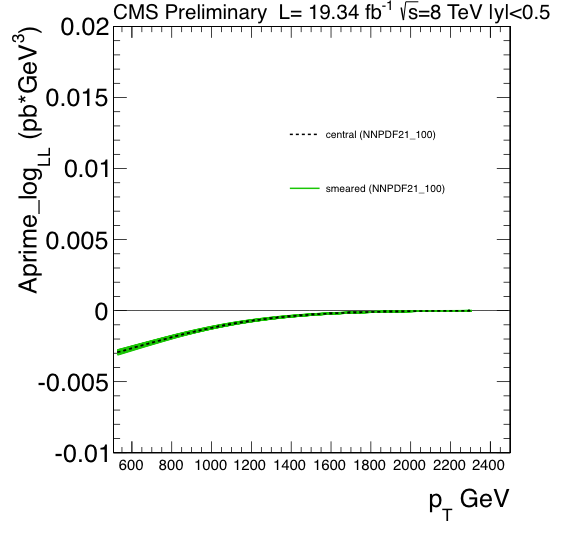 CMS Preliminary L= 19.34 fb⁻¹ √s=8 TeV |y|<0.5
Aprime_log_LL (pb*GeV³)
0.02
0.015
0.01
0.005
0
-0.005
-0.01
central (NNPDF21_100)
smeared (NNPDF21_100)
600 800 1000 1200 1400 1600 1800 2000 2200 2400
p_T GeV